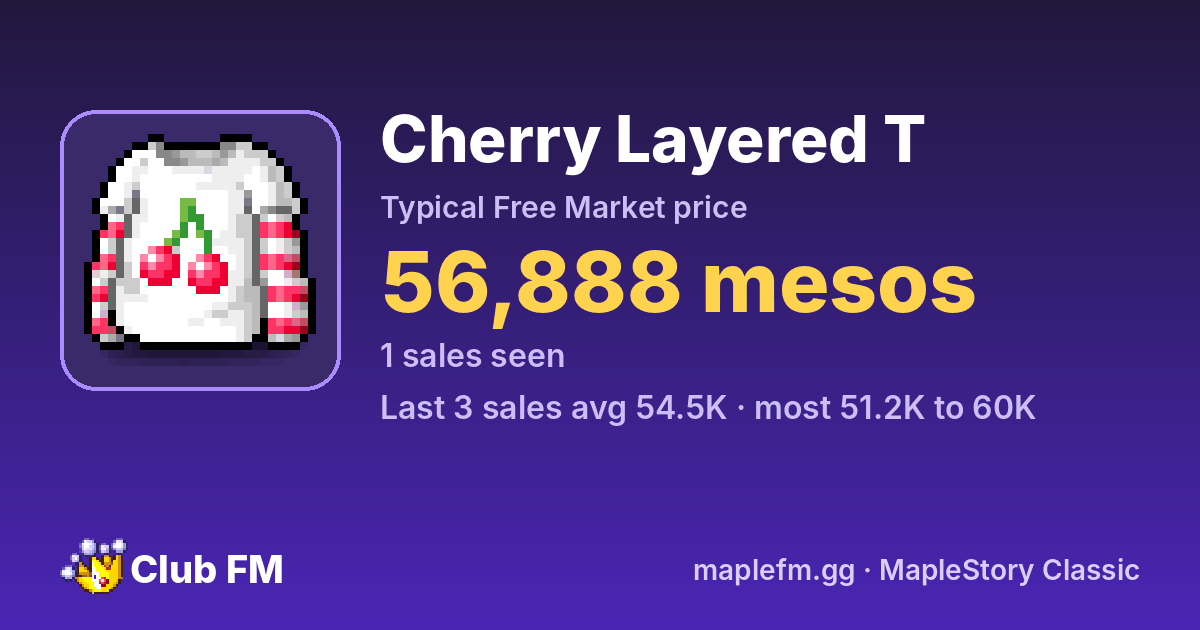 Cherry Layered T
Typical Free Market price
56,888 mesos
1 sales seen
Last 3 sales avg 54.5K · most 51.2K to 60K
Club FM
maplefm.gg · MapleStory Classic